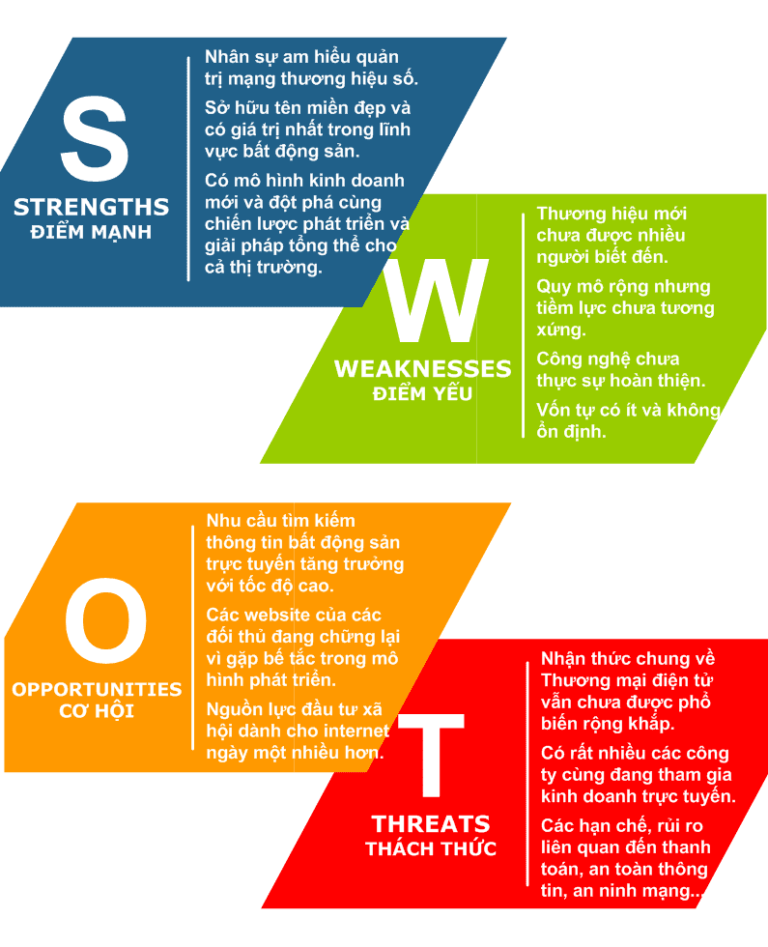 S
STRENGTHS
ĐIỂM MẠNH
Nhân sự am hiểu quản
trị mạng thương hiệu số.
Sở hữu tên miền đẹp và
có giá trị nhất trong lĩnh
vực bất động sản.
Có mô hình kinh doanh
mới và đột phá cùng
chiến lược phát triển và
giải pháp tổng thể cho
cả thị trường.
W
WEAKNESSES
ĐIỂM YẾU
Thương hiệu mới
chưa được nhiều
người biết đến.
Quy mô rộng nhưng
tiềm lực chưa tương
xứng.
Công nghệ chưa
thực sự hoàn thiện.
Vốn tự có ít và không
ổn định.
O
OPPORTUNITIES
CƠ HỘI
Nhu cầu tìm kiếm
thông tin bất động sản
trực tuyến tăng trưởng
với tốc độ cao.
Các website của các
đối thủ đang chững lại
vì gặp bế tắc trong mô
hình phát triển.
Nguồn lực đầu tư xã
hội dành cho internet
ngày một nhiều hơn.
T
THREATS
THÁCH THỨC
Nhận thức chung về
Thương mại điện tử
vẫn chưa được phổ
biến rộng khắp.
Có rất nhiều các công
ty cùng đang tham gia
kinh doanh trực tuyến.
Các hạn chế, rủi ro
liên quan đến thanh
toán, an toàn thông
tin, an ninh mạng...